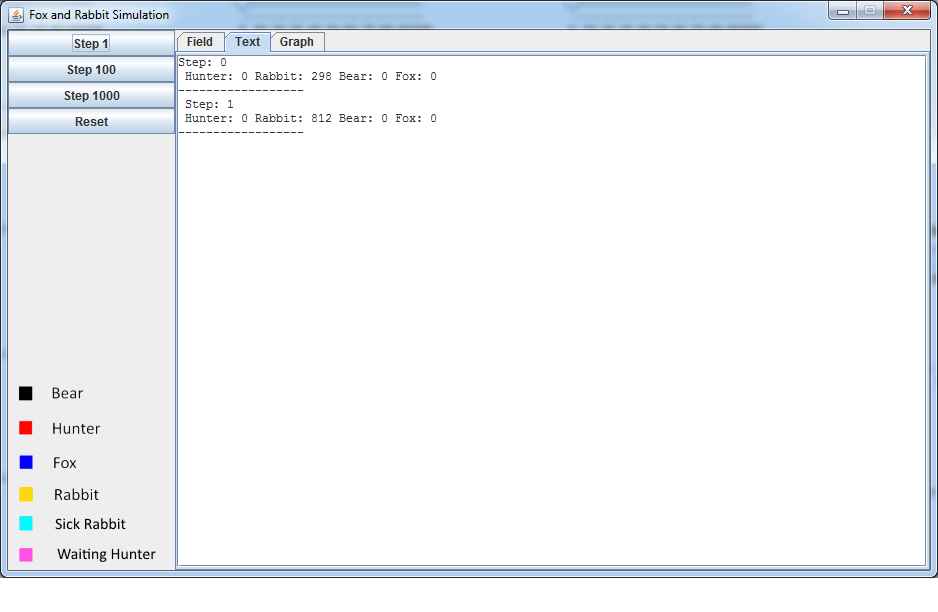 Fox and Rabbit Simulation
Step 1
Step 100
Step 1000
Reset
Field Text Graph
Step: 0
Hunter: 0 Rabbit: 298 Bear: 0 Fox: 0
------------------
Step: 1
Hunter: 0 Rabbit: 812 Bear: 0 Fox: 0
------------------
Bear
Hunter
Fox
Rabbit
Sick Rabbit
Waiting Hunter